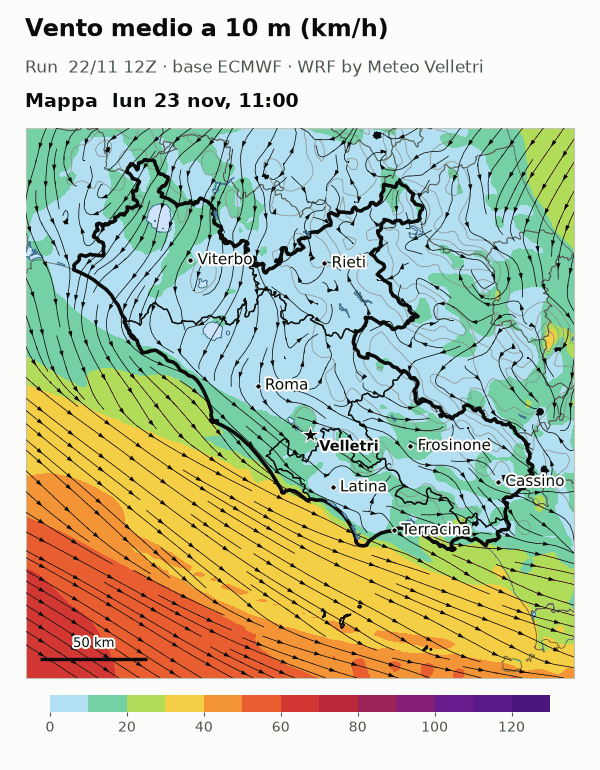 Vento medio a 10 m (km/h)
Run  22/11 12Z · base ECMWF · WRF by Meteo Velletri
Mappa  lun 23 nov, 11:00
Viterbo
Rieti
Roma
Velletri
Frosinone
Cassino
Latina
Terracina
50 km
0 20 40 60 80 100 120